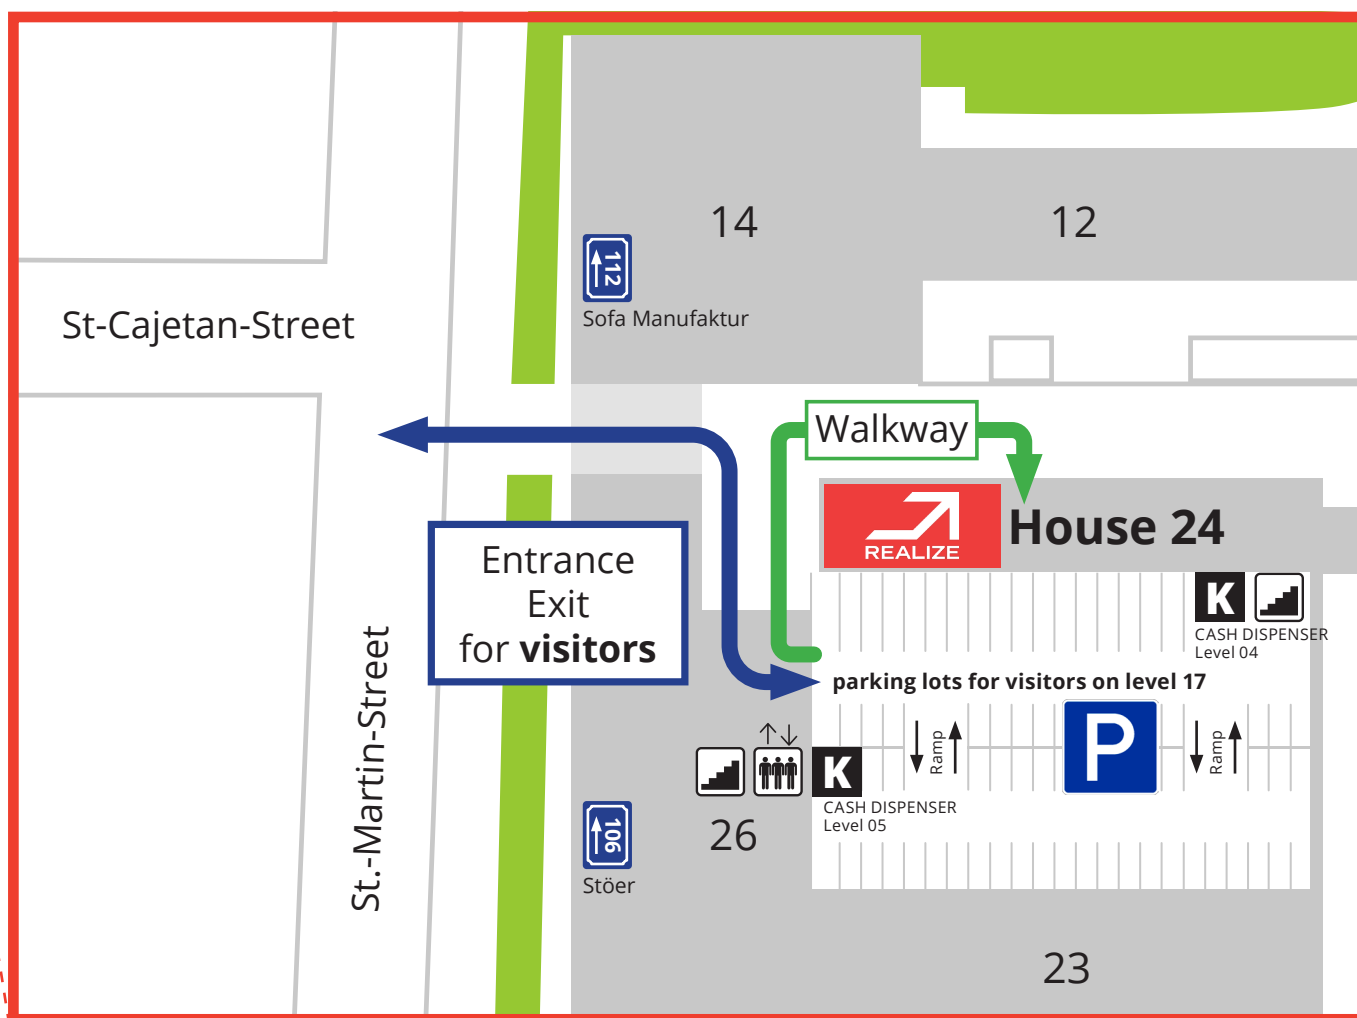 14
12
112
Sofa Manufaktur
St-Cajetan-Street
Walkway
REALIZE
House 24
Entrance
Exit
for visitors
K
CASH DISPENSER
Level 04
parking lots for visitors on level 17
St.-Martin-Street
Ramp
P
Ramp
K
CASH DISPENSER
Level 05
26
106
Stöer
23